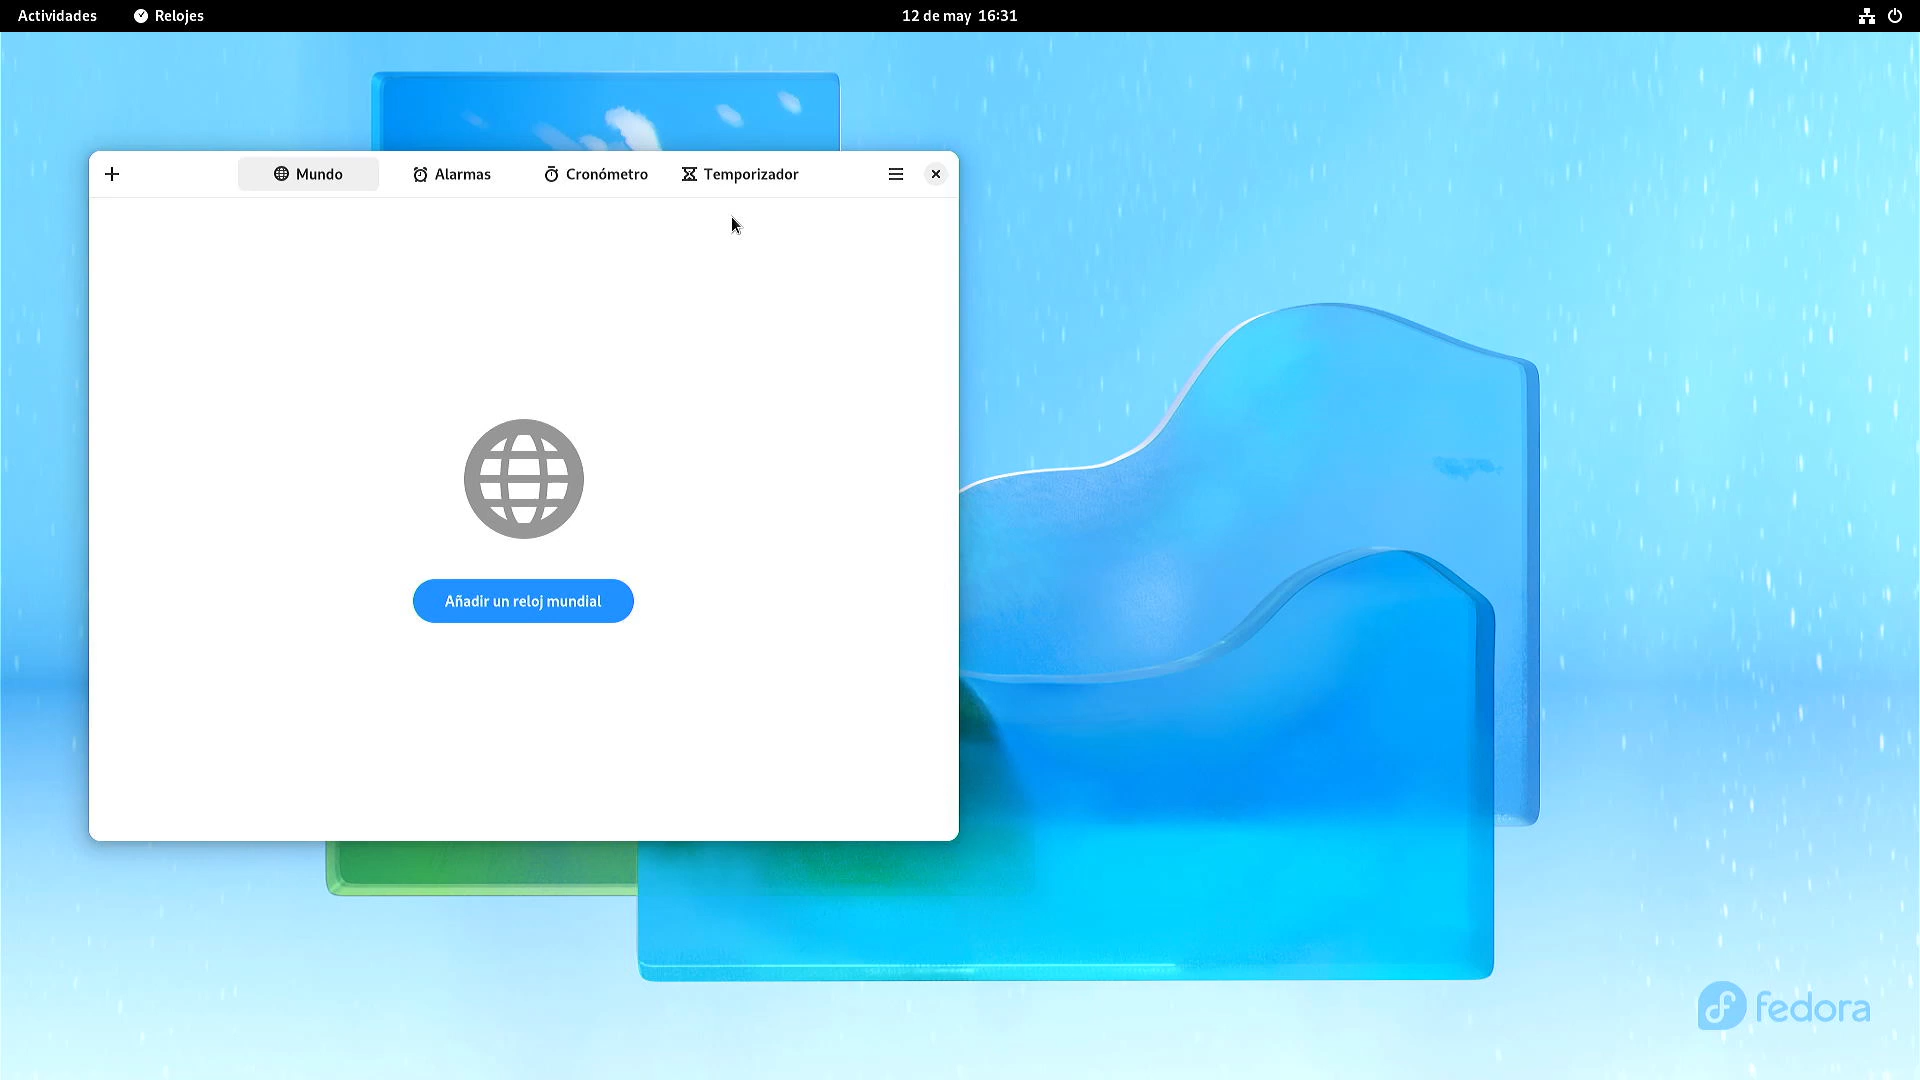 Actividades Relojes 12 de may 16:31
Mundo Alarmas Cronómetro Temporizador
Añadir un reloj mundial
fedora